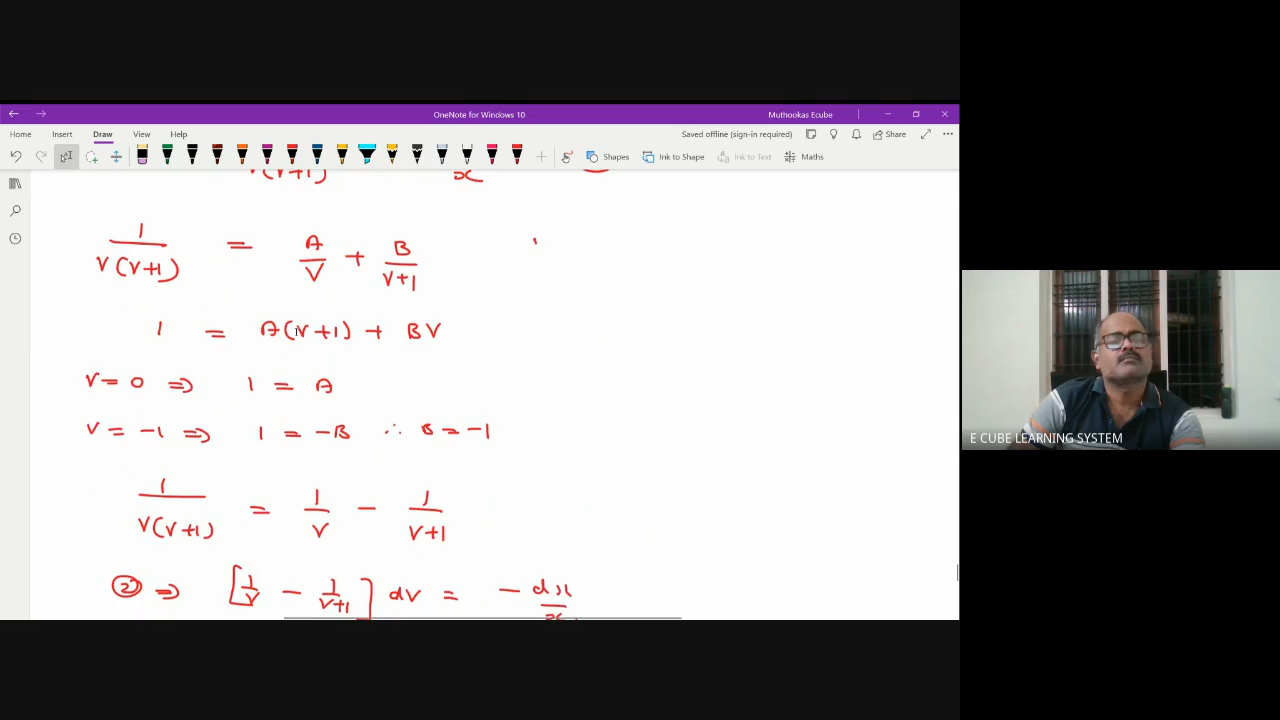 OneNote for Windows 10
Muthookas Ecube
Home Insert Draw View Help
Saved offline (sign-in required) Share
Shapes Ink to Shape Ink to Text Maths
v(v+1) x
1/v(v+1) = A/v + B/v+1
1 = A(v+1) + Bv
v = 0 ⇒ 1 = A
v = -1 ⇒ 1 = -B ∴ B = -1
1/v(v+1) = 1/v - 1/v+1
② ⇒ [1/v - 1/v+1] dv = - dx/x
E CUBE LEARNING SYSTEM